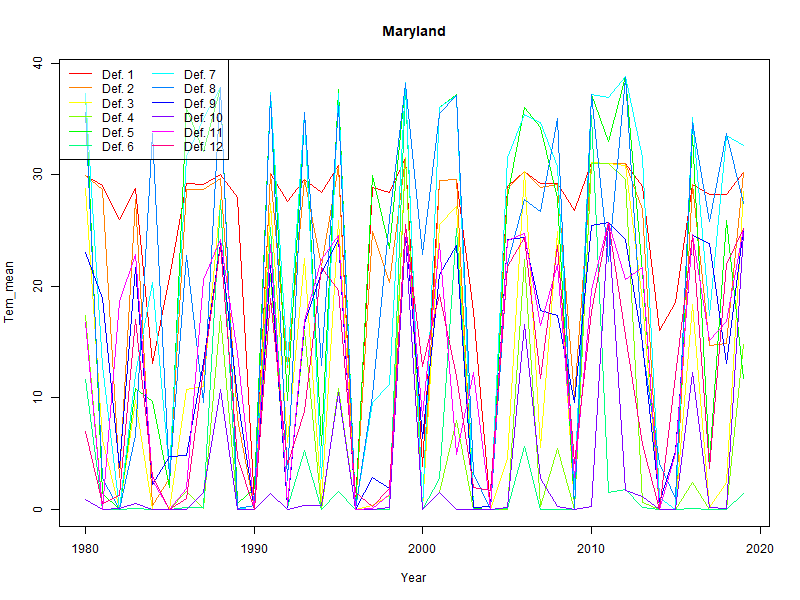 Maryland
Tem_mean
40
30
20
10
0
Def. 1 Def. 7
Def. 2 Def. 8
Def. 3 Def. 9
Def. 4 Def. 10
Def. 5 Def. 11
Def. 6 Def. 12
1980 1990 2000 2010 2020
Year